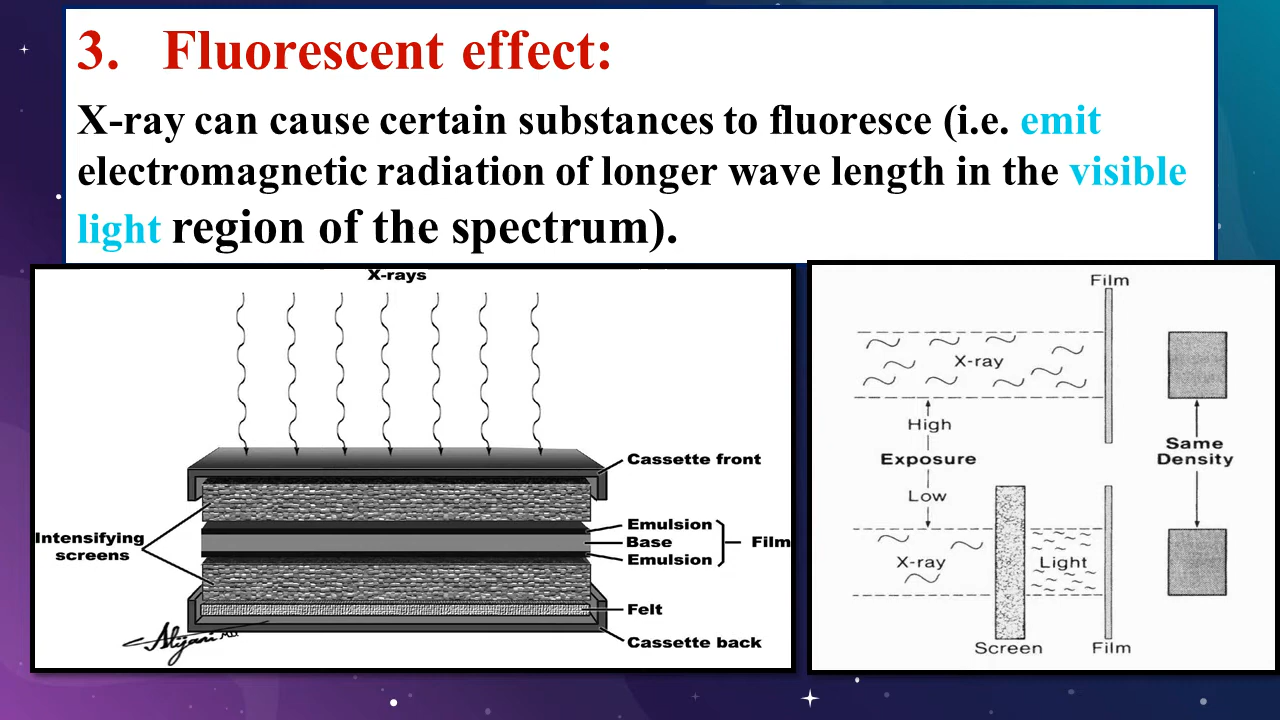 3. Fluorescent effect:
X-ray can cause certain substances to fluoresce (i.e. emit
electromagnetic radiation of longer wave length in the visible
light region of the spectrum).
X-rays
Cassette front
Intensifying
screens
Emulsion
Base
Emulsion
Film
Felt
Cassette back
Film
X-ray
High
Exposure
Low
Same
Density
X-ray
Light
Screen
Film